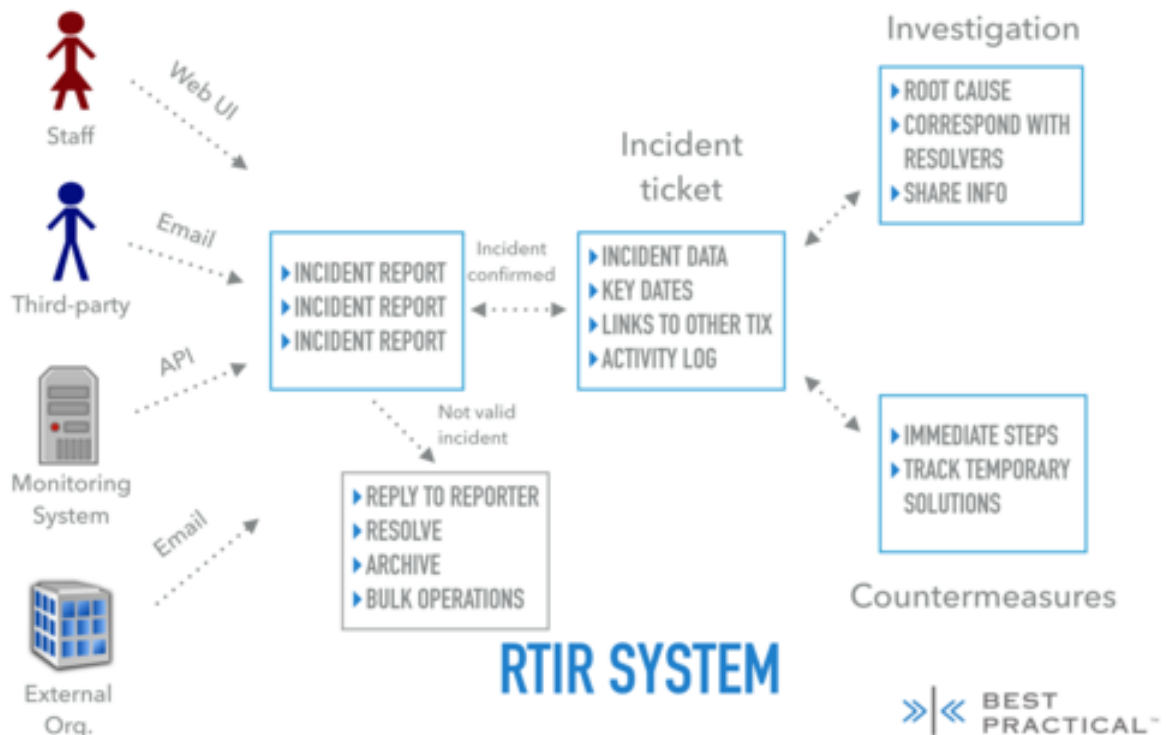 Staff
Web UI
Third-party
Email
Monitoring
System
API
External
Org.
Email
INCIDENT REPORT
INCIDENT REPORT
INCIDENT REPORT
Incident
confirmed
Not valid
incident
REPLY TO REPORTER
RESOLVE
ARCHIVE
BULK OPERATIONS
Incident
ticket
INCIDENT DATA
KEY DATES
LINKS TO OTHER TIX
ACTIVITY LOG
Investigation
ROOT CAUSE
CORRESPOND WITH
RESOLVERS
SHARE INFO
IMMEDIATE STEPS
TRACK TEMPORARY
SOLUTIONS
Countermeasures
RTIR SYSTEM
BEST
PRACTICAL™